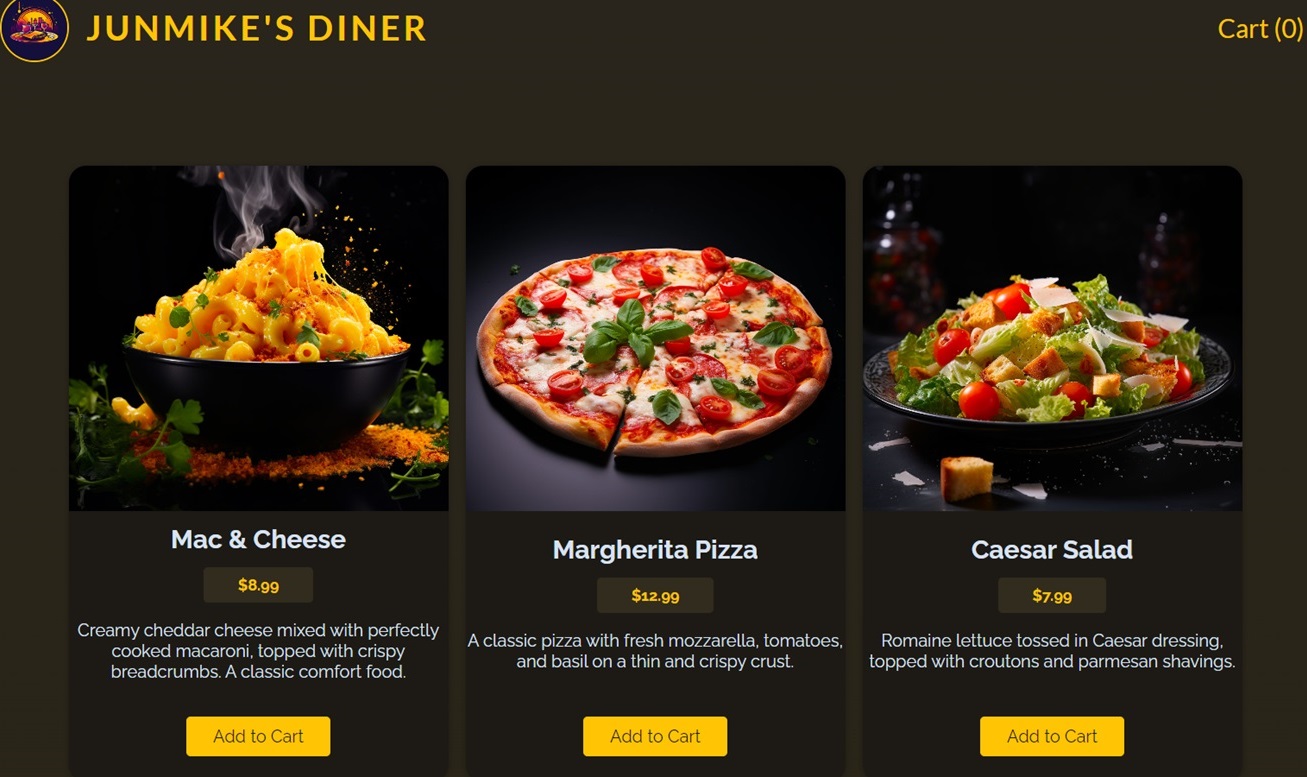 JUNMIKE'S DINER
Cart (0)
Mac & Cheese
$8.99
Creamy cheddar cheese mixed with perfectly
cooked macaroni, topped with crispy
breadcrumbs. A classic comfort food.
Add to Cart
Margherita Pizza
$12.99
A classic pizza with fresh mozzarella, tomatoes,
and basil on a thin and crispy crust.
Add to Cart
Caesar Salad
$7.99
Romaine lettuce tossed in Caesar dressing,
topped with croutons and parmesan shavings.
Add to Cart